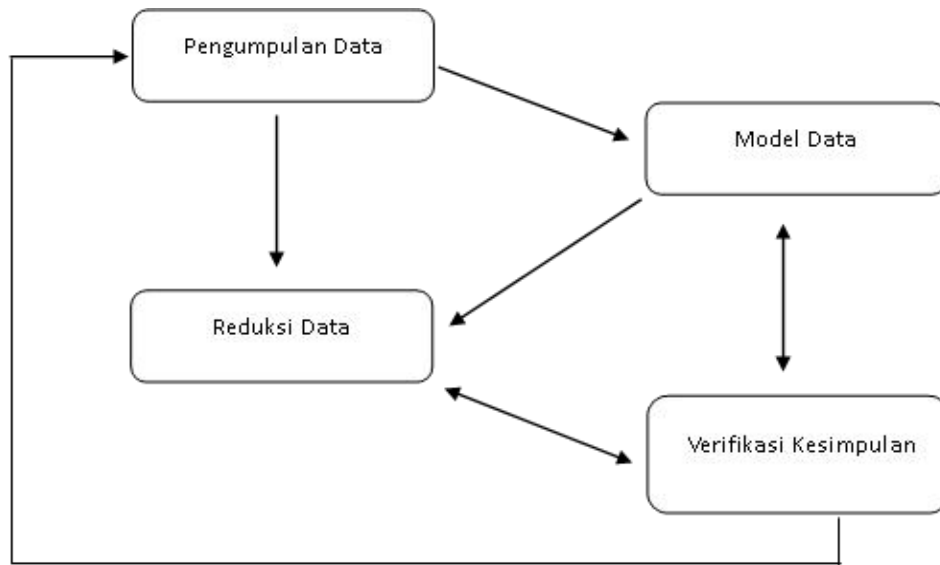 Pengumpulan Data
Model Data
Reduksi Data
Verifikasi Kesimpulan